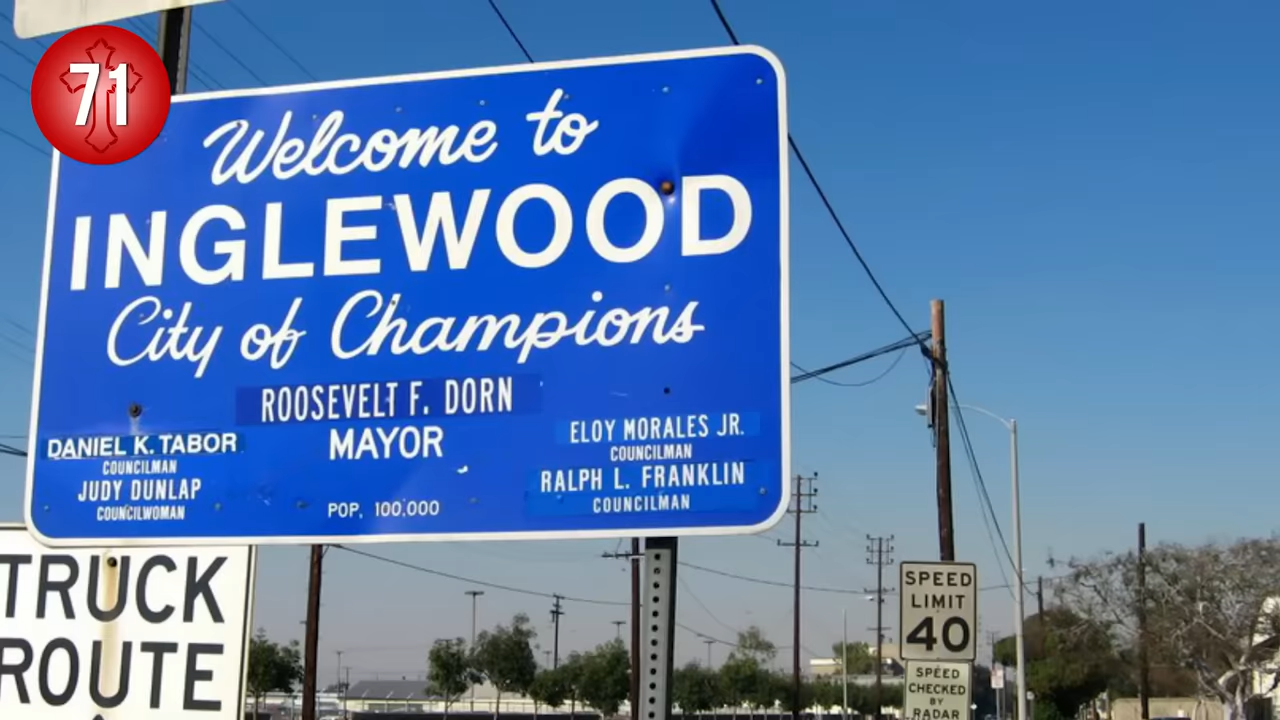 71
Welcome to
INGLEWOOD
City of Champions
ROOSEVELT F. DORN
MAYOR
DANIEL K. TABOR
COUNCILMAN
JUDY DUNLAP
COUNCILWOMAN
ELOY MORALES JR.
COUNCILMAN
RALPH L. FRANKLIN
COUNCILMAN
POP. 100,000
TRUCK
ROUTE
SPEED
LIMIT
40
SPEED
CHECKED
BY
RADAR